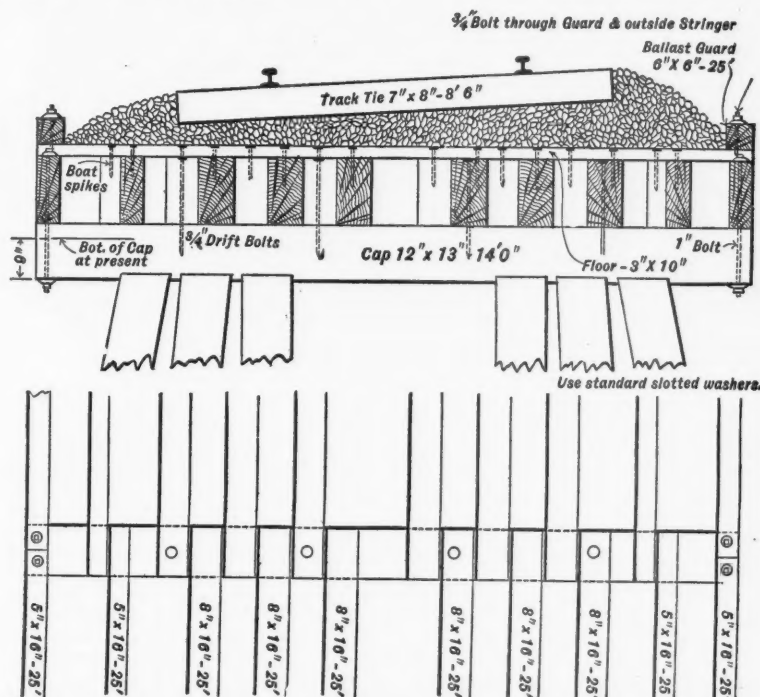 ¾" Bolt through Guard & outside Stringer
Ballast Guard
6" X 6" - 25'
Track Tie 7" x 8" - 8' 6"
Boat
spikes
Bot. of Cap
at present
¾" Drift Bolts
Cap 12" x 13" - 14' 0"
Floor - 3" X 10"
1" Bolt
Use standard slotted washers.
5" x 16" - 25'
5" x 16" - 25'
8" x 16" - 25'
8" x 16" - 25'
8" x 16" - 25'
8" x 16" - 25'
8" x 16" - 25'
8" x 16" - 25
5" x 16 - 25'
5" x 16" - 25'